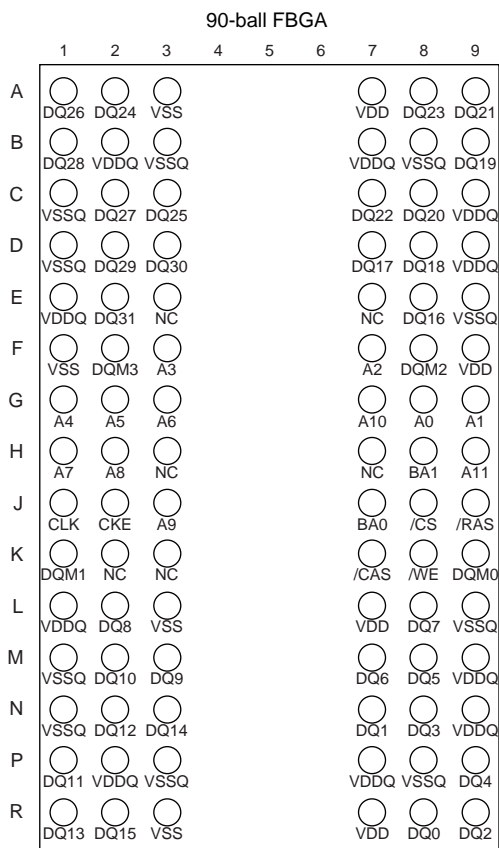 90-ball FBGA
1 2 3 4 5 6 7 8 9
A
DQ26 DQ24 VSS VDD DQ23 DQ21
B
DQ28 VDDQ VSSQ VDDQ VSSQ DQ19
C
VSSQ DQ27 DQ25 DQ22 DQ20 VDDQ
D
VSSQ DQ29 DQ30 DQ17 DQ18 VDDQ
E
VDDQ DQ31 NC NC DQ16 VSSQ
F
VSS DQM3 A3 A2 DQM2 VDD
G
A4 A5 A6 A10 A0 A1
H
A7 A8 NC NC BA1 A11
J
CLK CKE A9 BA0 /CS /RAS
K
DQM1 NC NC /CAS /WE DQM0
L
VDDQ DQ8 VSS VDD DQ7 VSSQ
M
VSSQ DQ10 DQ9 DQ6 DQ5 VDDQ
N
VSSQ DQ12 DQ14 DQ1 DQ3 VDDQ
P
DQ11 VDDQ VSSQ VDDQ VSSQ DQ4
R
DQ13 DQ15 VSS VDD DQ0 DQ2